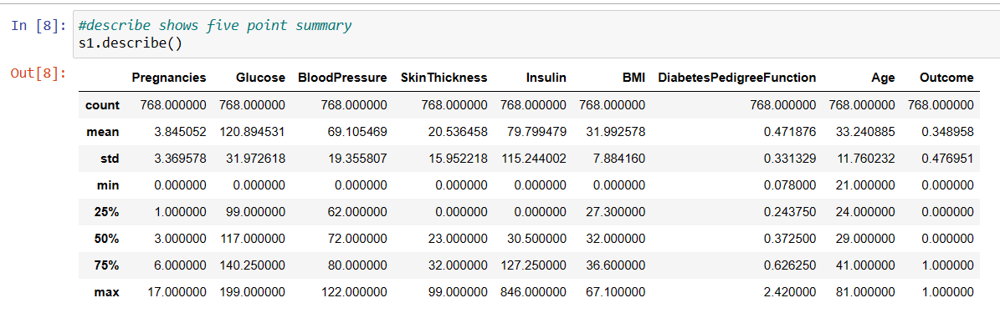 In [8]: #describe shows five point summary
s1.describe()
Out[8]:
Pregnancies Glucose BloodPressure SkinThickness Insulin BMI DiabetesPedigreeFunction Age Outcome
count 768.000000 768.000000 768.000000 768.000000 768.000000 768.000000 768.000000 768.000000 768.000000
mean 3.845052 120.894531 69.105469 20.536458 79.799479 31.992578 0.471876 33.240885 0.348958
std 3.369578 31.972618 19.355807 15.952218 115.244002 7.884160 0.331329 11.760232 0.476951
min 0.000000 0.000000 0.000000 0.000000 0.000000 0.000000 0.078000 21.000000 0.000000
25% 1.000000 99.000000 62.000000 0.000000 0.000000 27.300000 0.243750 24.000000 0.000000
50% 3.000000 117.000000 72.000000 23.000000 30.500000 32.000000 0.372500 29.000000 0.000000
75% 6.000000 140.250000 80.000000 32.000000 127.250000 36.600000 0.626250 41.000000 1.000000
max 17.000000 199.000000 122.000000 99.000000 846.000000 67.100000 2.420000 81.000000 1.000000